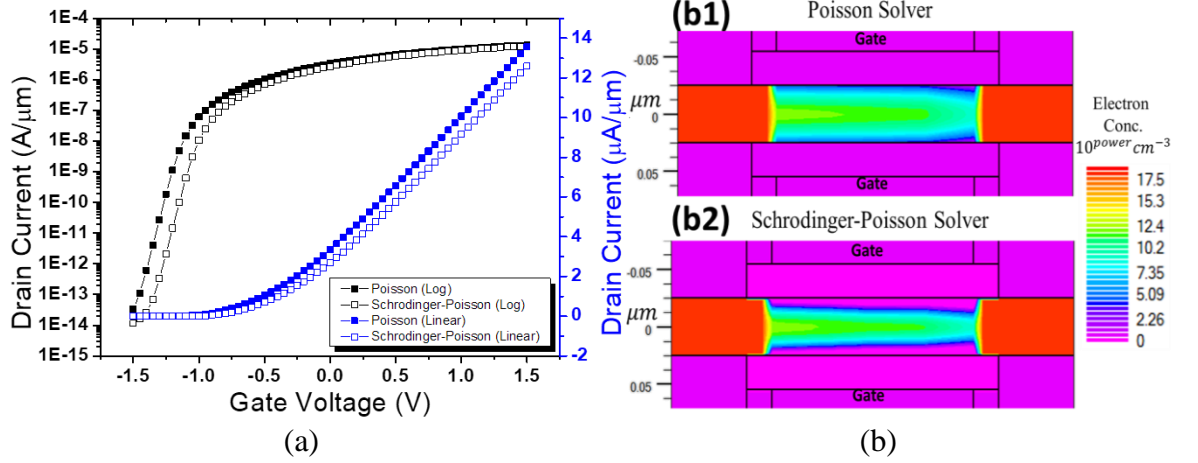 1E-4
1E-5
1E-6
1E-7
1E-8
1E-9
1E-10
1E-11
1E-12
1E-13
1E-14
1E-15
Drain Current (A/μm)
14
12
10
8
6
4
2
0
-2
Drain Current (μA/μm)
Poisson (Log)
Schrodinger-Poisson (Log)
Poisson (Linear)
Schrodinger-Poisson (Linear)
-1.5 -1.0 -0.5 0.0 0.5 1.0 1.5
Gate Voltage (V)
(a)
(b1) Poisson Solver
Gate
-0.05
μm
0
0.05
Gate
(b2) Schrodinger-Poisson Solver
Gate
-0.05
μm
0
0.05
Gate
Electron
Conc.
10^power cm^-3
17.5
15
12.4
10.2
7.35
5.09
2.26
0
(b)